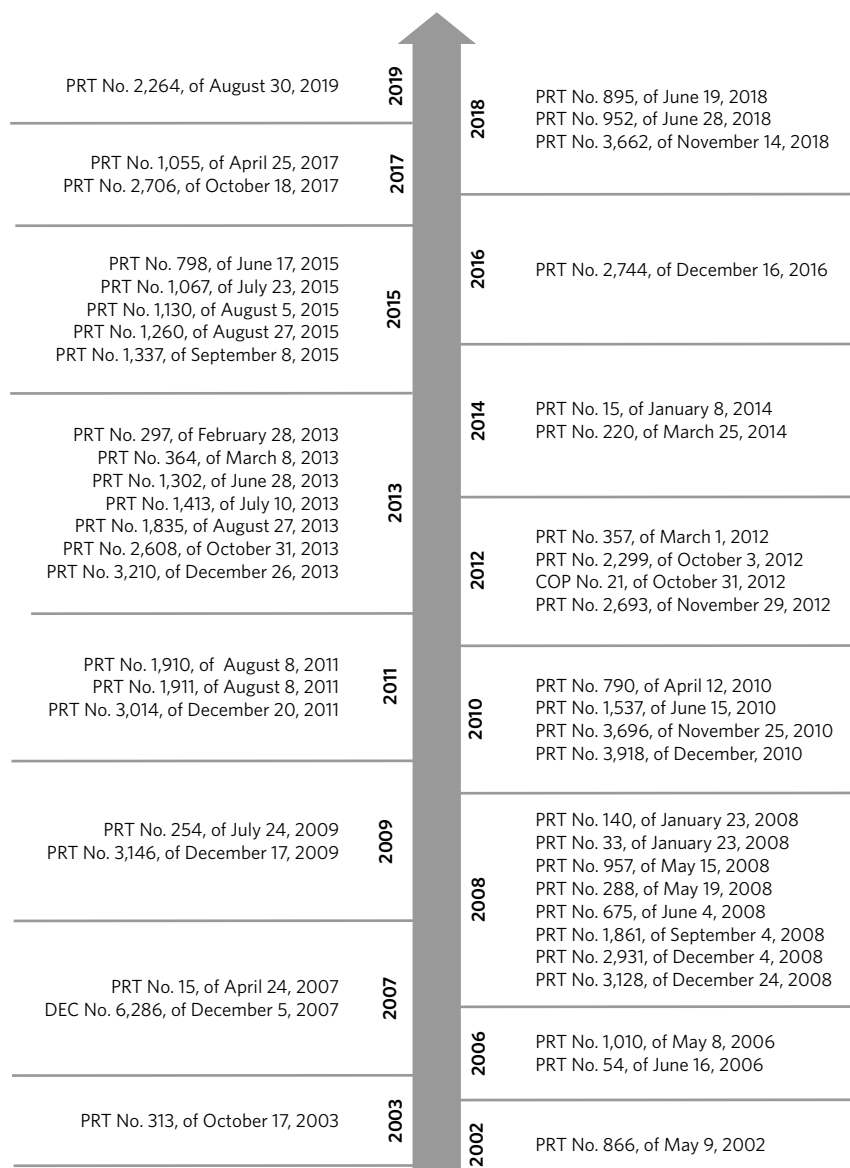 2019
PRT No. 2,264, of August 30, 2019
2017
PRT No. 1,055, of April 25, 2017
PRT No. 2,706, of October 18, 2017
2015
PRT No. 798, of June 17, 2015
PRT No. 1,067, of July 23, 2015
PRT No. 1,130, of August 5, 2015
PRT No. 1,260, of August 27, 2015
PRT No. 1,337, of September 8, 2015
2013
PRT No. 297, of February 28, 2013
PRT No. 364, of March 8, 2013
PRT No. 1,302, of June 28, 2013
PRT No. 1,413, of July 10, 2013
PRT No. 1,835, of August 27, 2013
PRT No. 2,608, of October 31, 2013
PRT No. 3,210, of December 26, 2013
2011
PRT No. 1,910, of August 8, 2011
PRT No. 1,911, of August 8, 2011
PRT No. 3,014, of December 20, 2011
2009
PRT No. 254, of July 24, 2009
PRT No. 3,146, of December 17, 2009
2007
PRT No. 15, of April 24, 2007
DEC No. 6,286, of December 5, 2007
2003
PRT No. 313, of October 17, 2003
2018
PRT No. 895, of June 19, 2018
PRT No. 952, of June 28, 2018
PRT No. 3,662, of November 14, 2018
2016
PRT No. 2,744, of December 16, 2016
2014
PRT No. 15, of January 8, 2014
PRT No. 220, of March 25, 2014
2012
PRT No. 357, of March 1, 2012
PRT No. 2,299, of October 3, 2012
COP No. 21, of October 31, 2012
PRT No. 2,693, of November 29, 2012
2010
PRT No. 790, of April 12, 2010
PRT No. 1,537, of June 15, 2010
PRT No. 3,696, of November 25, 2010
PRT No. 3,918, of December, 2010
2008
PRT No. 140, of January 23, 2008
PRT No. 33, of January 23, 2008
PRT No. 957, of May 15, 2008
PRT No. 288, of May 19, 2008
PRT No. 675, of June 4, 2008
PRT No. 1,861, of September 4, 2008
PRT No. 2,931, of December 4, 2008
PRT No. 3,128, of December 24, 2008
2006
PRT No. 1,010, of May 8, 2006
PRT No. 54, of June 16, 2006
2002
PRT No. 866, of May 9, 2002